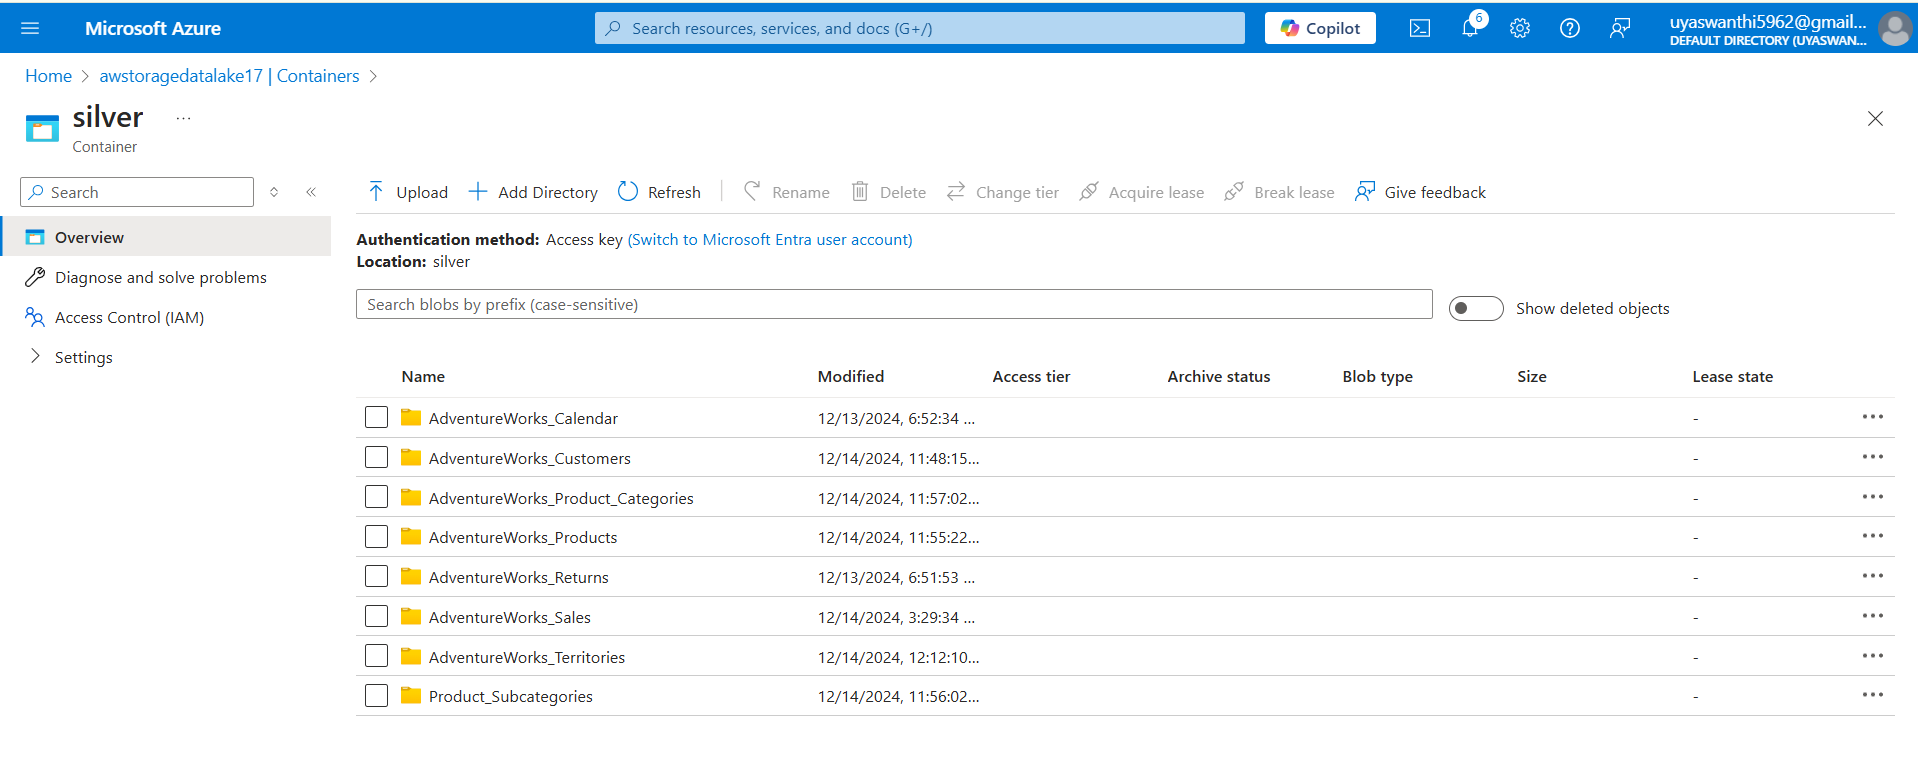 Microsoft Azure
Search resources, services, and docs (G+/)
Copilot
6
uyaswanthi5962@gmail...
DEFAULT DIRECTORY (UYASWAN...
Home > awstoragedatalake17 | Containers >
silver ...
Container
Search
Overview
Diagnose and solve problems
Access Control (IAM)
Settings
Upload Add Directory Refresh Rename Delete Change tier Acquire lease Break lease Give feedback
Authentication method: Access key (Switch to Microsoft Entra user account)
Location: silver
Search blobs by prefix (case-sensitive)
Show deleted objects
Name Modified Access tier Archive status Blob type Size Lease state
AdventureWorks_Calendar 12/13/2024, 6:52:34 ... -
AdventureWorks_Customers 12/14/2024, 11:48:15... -
AdventureWorks_Product_Categories 12/14/2024, 11:57:02... -
AdventureWorks_Products 12/14/2024, 11:55:22... -
AdventureWorks_Returns 12/13/2024, 6:51:53 ... -
AdventureWorks_Sales 12/14/2024, 3:29:34 ... -
AdventureWorks_Territories 12/14/2024, 12:12:10... -
Product_Subcategories 12/14/2024, 11:56:02... -